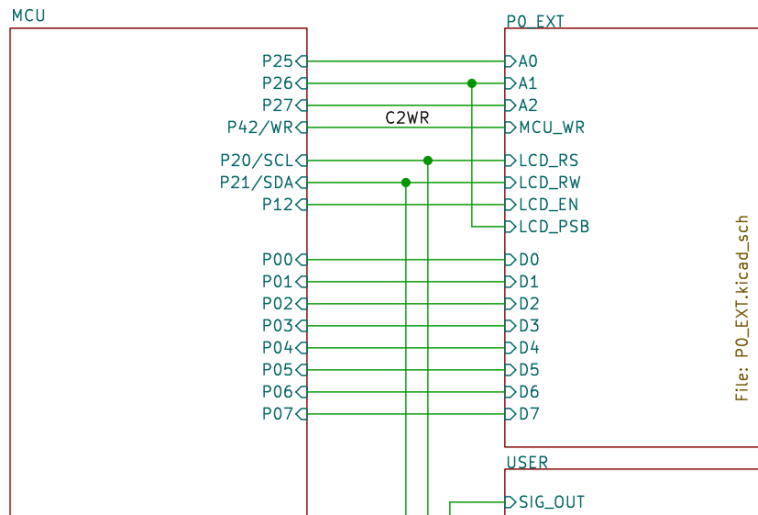 MCU
P0_EXT
P25 A0
P26 A1
P27 A2
C2WR
P42/WR MCU_WR
P20/SCL LCD_RS
P21/SDA LCD_RW
P12 LCD_EN
LCD_PSB
P00 D0
P01 D1
P02 D2
P03 D3
P04 D4
P05 D5
P06 D6
P07 D7
File: P0_EXT.kicad_sch
USER
SIG_OUT